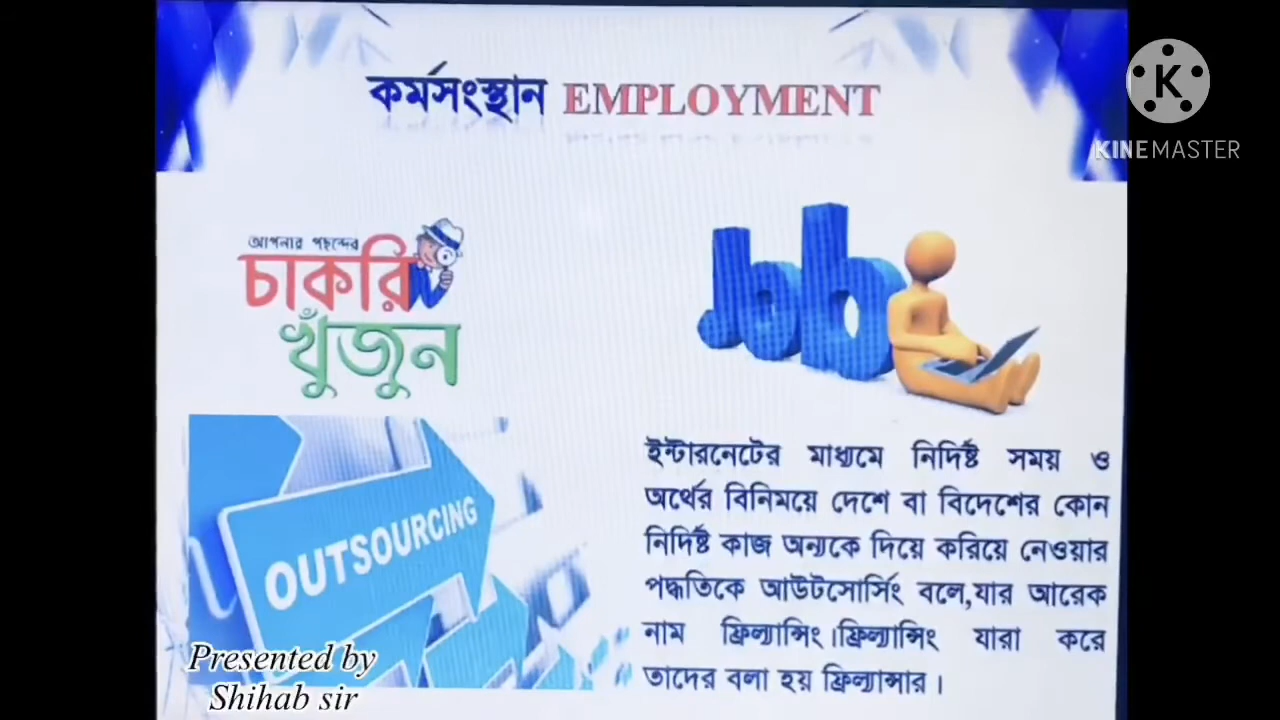 কর্মসংস্থান EMPLOYMENT
K
KINEMASTER
আপনার পছন্দের
চাকরি
খুঁজুন
Job
OUTSOURCING
ইন্টারনেটের মাধ্যমে নির্দিষ্ট সময় ও
অর্থের বিনিময়ে দেশে বা বিদেশের কোন
নির্দিষ্ট কাজ অন্যকে দিয়ে করিয়ে নেওয়ার
পদ্ধতিকে আউটসোর্সিং বলে,যার আরেক
নাম ফ্রিল্যান্সিং।ফ্রিল্যান্সিং যারা করে
তাদের বলা হয় ফ্রিল্যান্সার।
Presented by
Shihab sir